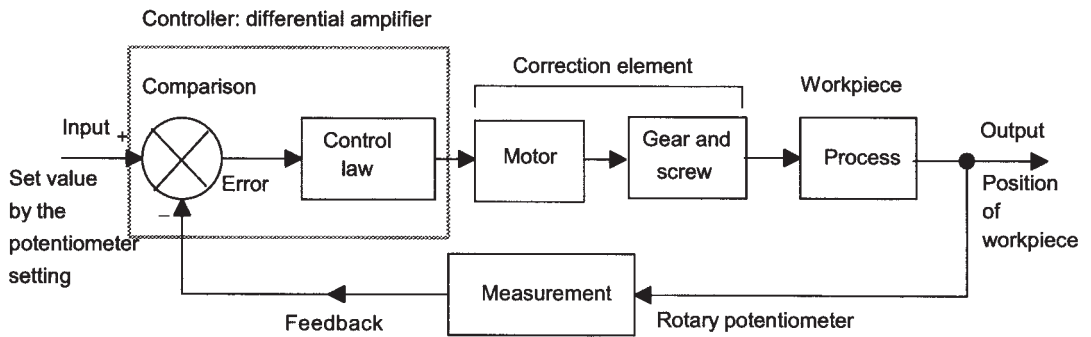 Controller: differential amplifier
Correction element
Comparison
Workpiece
Input
+
Control
law
Motor
Gear and
screw
Process
Output
Error
Set value
by the
potentiometer
setting
−
Position
of
workpiece
Measurement
Feedback
Rotary potentiometer